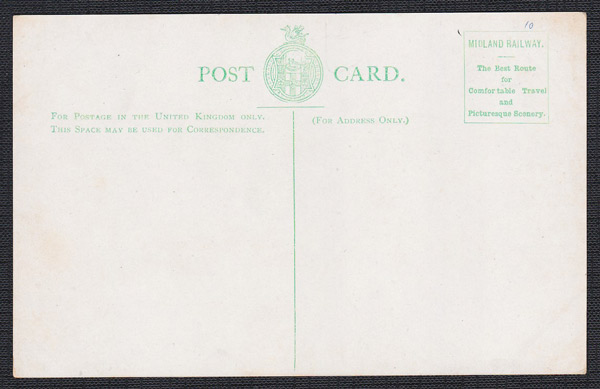 10
POST CARD.
MIDLAND RAILWAY.
The Best Route
for
Comfortable Travel
and
Picturesque Scenery.
For Postage in the United Kingdom only.
This Space may be used for Correspondence.
(For Address Only.)